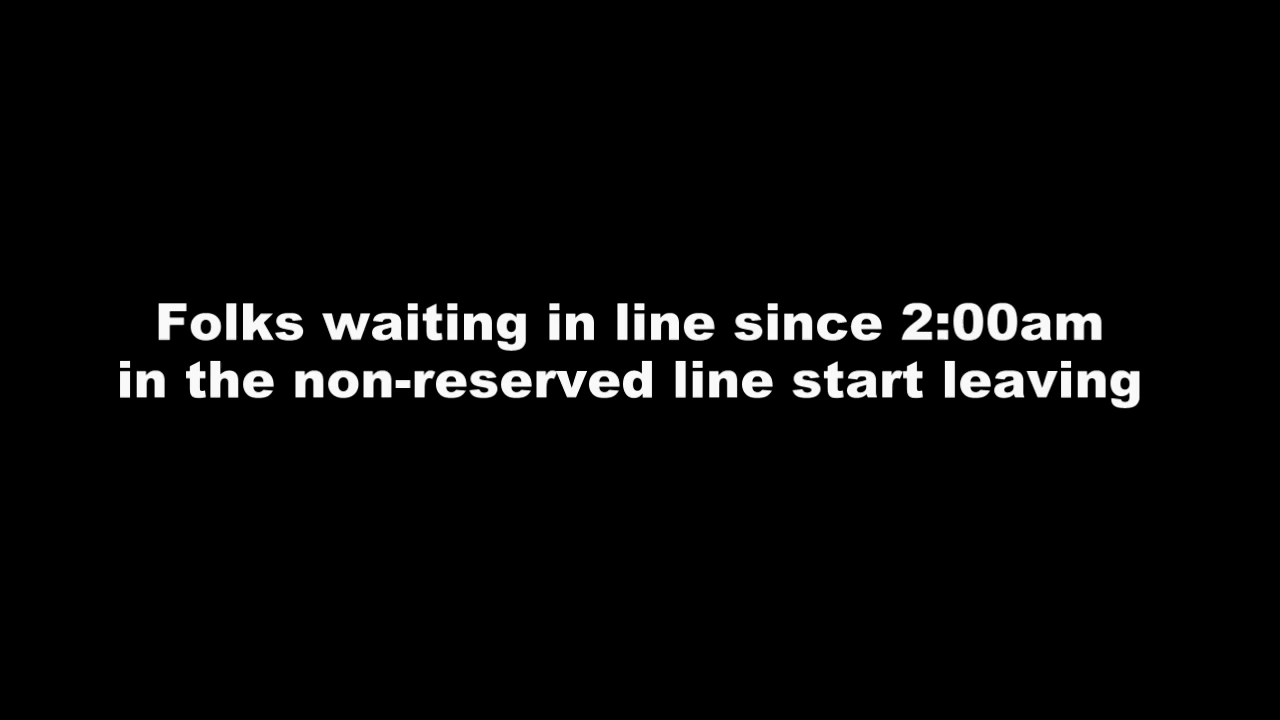 Folks waiting in line since 2:00am
in the non-reserved line start leaving